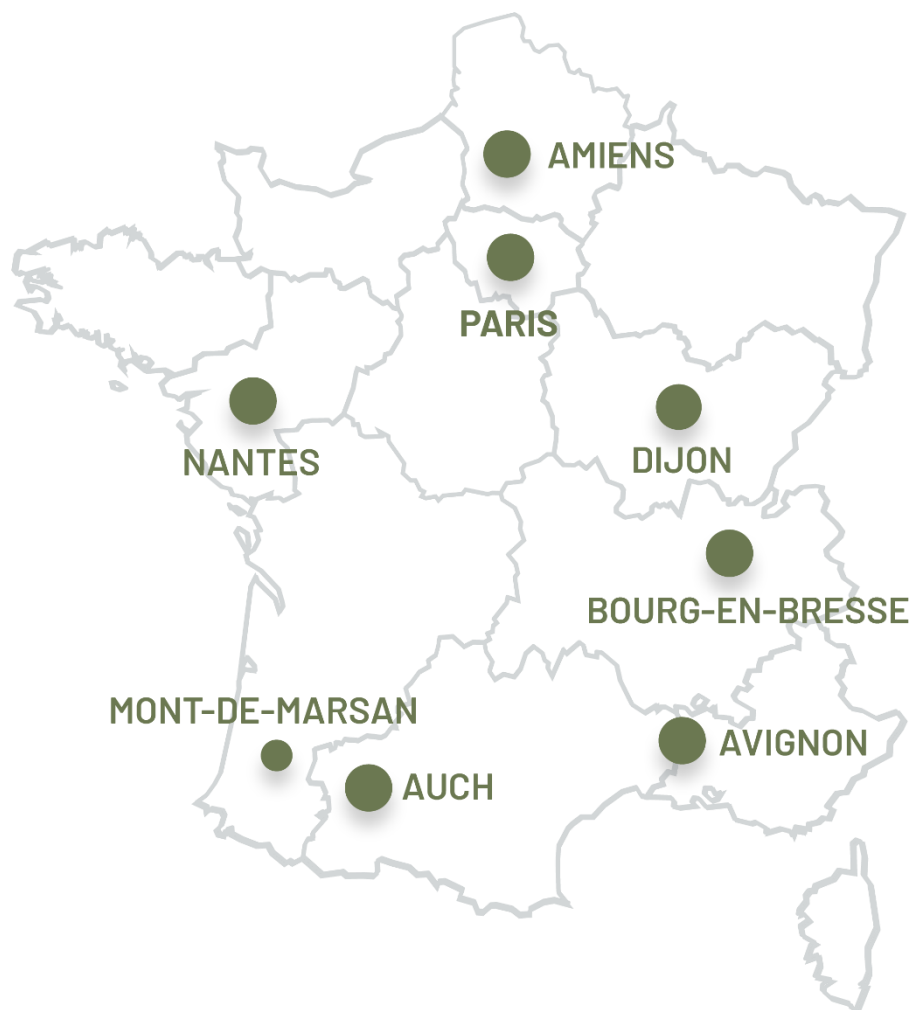 AMIENS
PARIS
NANTES
DIJON
BOURG-EN-BRESSE
MONT-DE-MARSAN
AVIGNON
AUCH